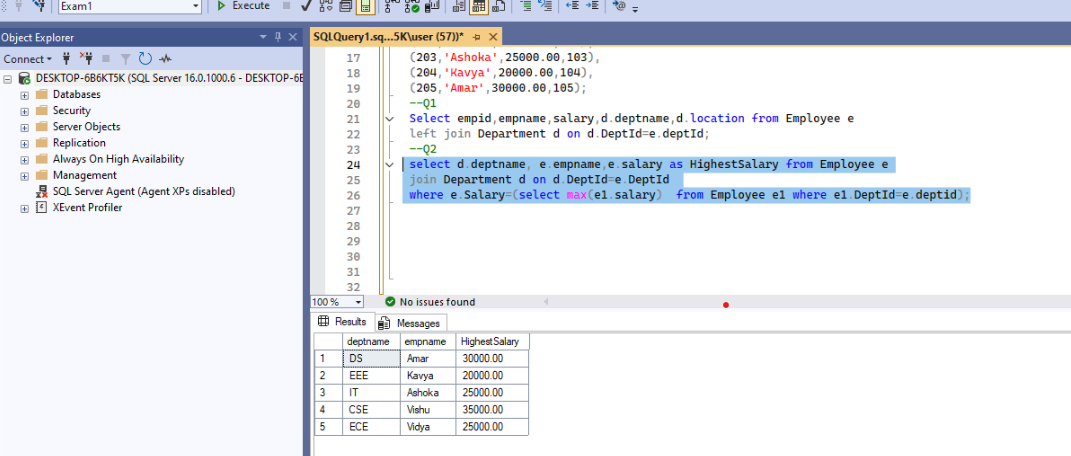 Exam1
Execute
Object Explorer
Connect
DESKTOP-6B6KT5K (SQL Server 16.0.1000.6 - DESKTOP-6E
Databases
Security
Server Objects
Replication
Always On High Availability
Management
SQL Server Agent (Agent XPs disabled)
XEvent Profiler
SQLQuery1.sq...5K\user (57))*
17 (203,'Ashoka',25000.00,103),
18 (204,'Kavya',20000.00,104),
19 (205,'Amar',30000.00,105);
20 --Q1
21 Select empid,empname,salary,d.deptname,d.location from Employee e
22 left join Department d on d.DeptId=e.deptId;
23 --Q2
24 select d.deptname, e.empname,e.salary as HighestSalary from Employee e
25 join Department d on d.DeptId=e.DeptId
26 where e.Salary=(select max(e1.salary)  from Employee e1 where e1.DeptId=e.deptid);
27
28
29
30
31
32
100 %
No issues found
Results Messages
deptname empname HighestSalary
1 DS Amar 30000.00
2 EEE Kavya 20000.00
3 IT Ashoka 25000.00
4 CSE Vishu 35000.00
5 ECE Vidya 25000.00